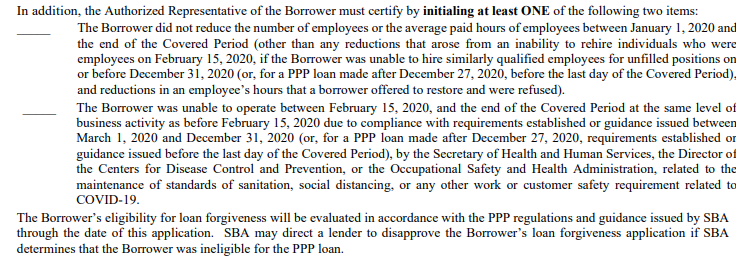 In addition, the Authorized Representative of the Borrower must certify by initialing at least ONE of the following two items:
The Borrower did not reduce the number of employees or the average paid hours of employees between January 1, 2020 and
the end of the Covered Period (other than any reductions that arose from an inability to rehire individuals who were
employees on February 15, 2020, if the Borrower was unable to hire similarly qualified employees for unfilled positions on
or before December 31, 2020 (or, for a PPP loan made after December 27, 2020, before the last day of the Covered Period),
and reductions in an employee's hours that a borrower offered to restore and were refused).
The Borrower was unable to operate between February 15, 2020, and the end of the Covered Period at the same level of
business activity as before February 15, 2020 due to compliance with requirements established or guidance issued between
March 1, 2020 and December 31, 2020 (or, for a PPP loan made after December 27, 2020, requirements established or
guidance issued before the last day of the Covered Period), by the Secretary of Health and Human Services, the Director of
the Centers for Disease Control and Prevention, or the Occupational Safety and Health Administration, related to the
maintenance of standards of sanitation, social distancing, or any other work or customer safety requirement related to
COVID-19.
The Borrower's eligibility for loan forgiveness will be evaluated in accordance with the PPP regulations and guidance issued by SBA
through the date of this application. SBA may direct a lender to disapprove the Borrower's loan forgiveness application if SBA
determines that the Borrower was ineligible for the PPP loan.